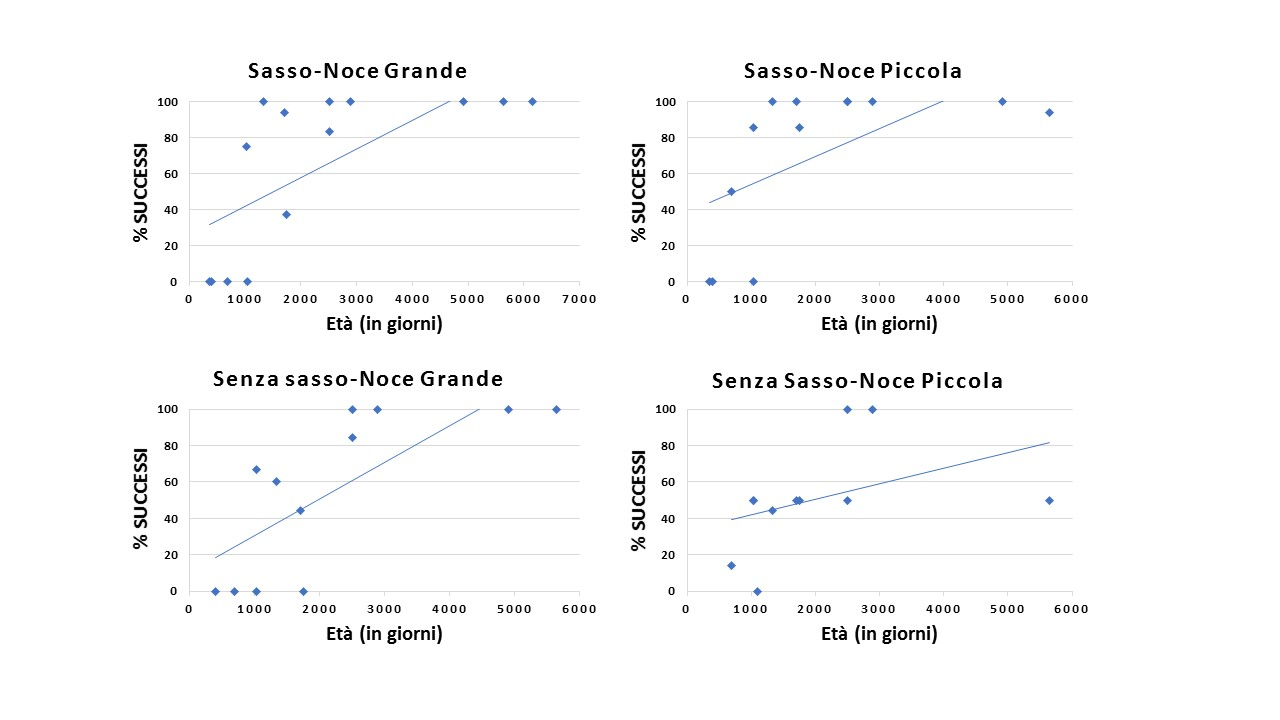 Sasso-Noce Grande
100
80
60
40
20
0
% SUCCESSI
0 1000 2000 3000 4000 5000 6000 7000
Età (in giorni)
Sasso-Noce Piccola
100
80
60
40
20
0
% SUCCESSI
0 1000 2000 3000 4000 5000 6000
Età (in giorni)
Senza sasso-Noce Grande
100
80
60
40
20
0
% SUCCESSI
0 1000 2000 3000 4000 5000 6000
Età (in giorni)
Senza Sasso-Noce Piccola
100
80
60
40
20
0
% SUCCESSI
0 1000 2000 3000 4000 5000 6000
Età (in giorni)